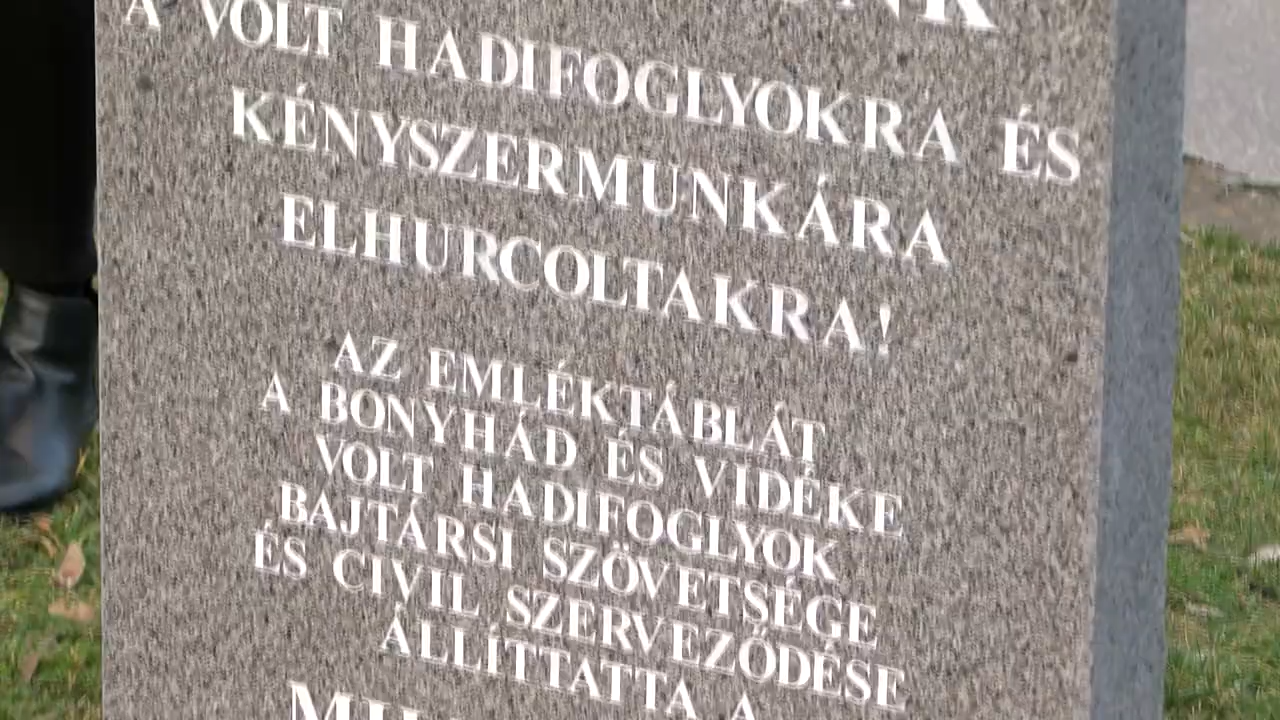 A VOLT HADIFOGLYOKRA ÉS
KÉNYSZERMUNKÁRA
ELHURCOLTAKRA!
AZ EMLÉKTÁBLÁT
A BONYHÁD ÉS VIDÉKE
VOLT HADIFOGLYOK
BAJTÁRSI SZÖVETSÉGE
ÉS CIVIL SZERVEZŐDÉSE
ÁLLÍTTATTA A